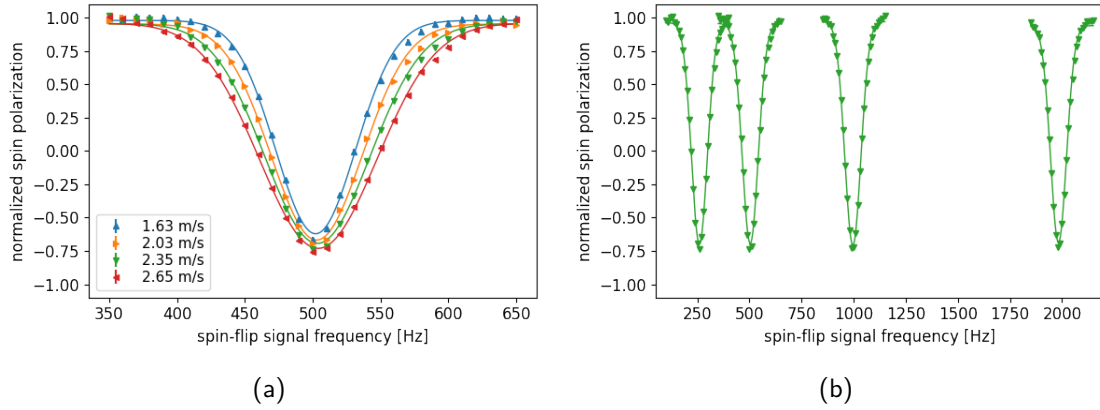 normalized spin polarization
1.00
0.75
0.50
0.25
0.00
−0.25
−0.50
−0.75
−1.00
1.63 m/s
2.03 m/s
2.35 m/s
2.65 m/s
350 400 450 500 550 600 650
spin-flip signal frequency [Hz]
(a)
normalized spin polarization
1.00
0.75
0.50
0.25
0.00
−0.25
−0.50
−0.75
−1.00
250 500 750 1000 1250 1500 1750 2000
spin-flip signal frequency [Hz]
(b)